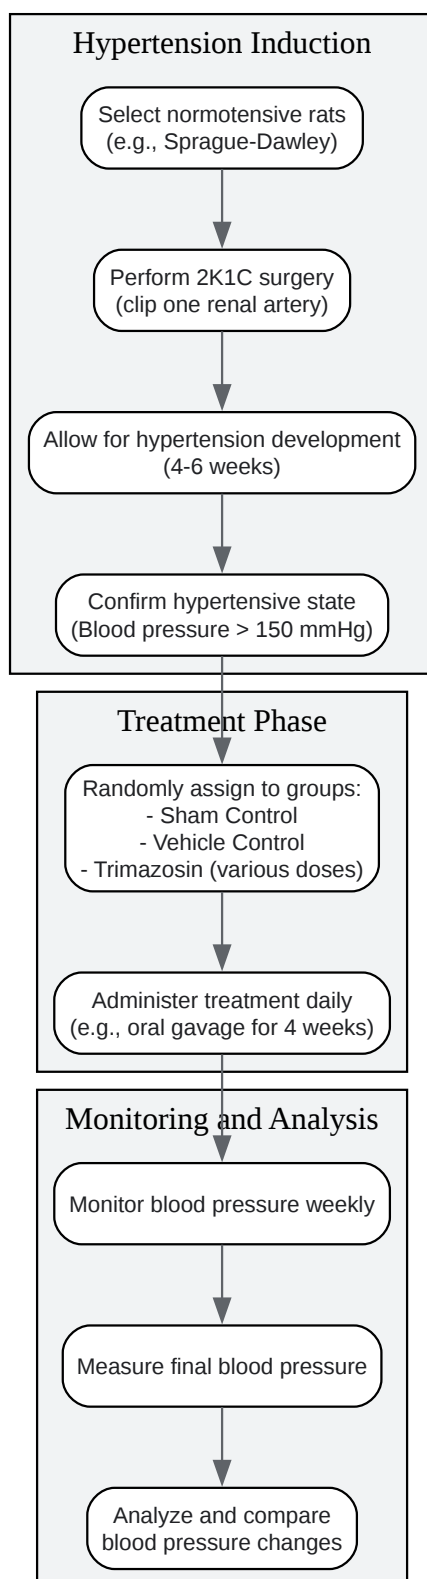 Hypertension Induction
Select normotensive rats
(e.g., Sprague-Dawley)
Perform 2K1C surgery
(clip one renal artery)
Allow for hypertension development
(4-6 weeks)
Confirm hypertensive state
(Blood pressure > 150 mmHg)
Treatment Phase
Randomly assign to groups:
- Sham Control
- Vehicle Control
- Trimazosin (various doses)
Administer treatment daily
(e.g., oral gavage for 4 weeks)
Monitoring and Analysis
Monitor blood pressure weekly
Measure final blood pressure
Analyze and compare
blood pressure changes